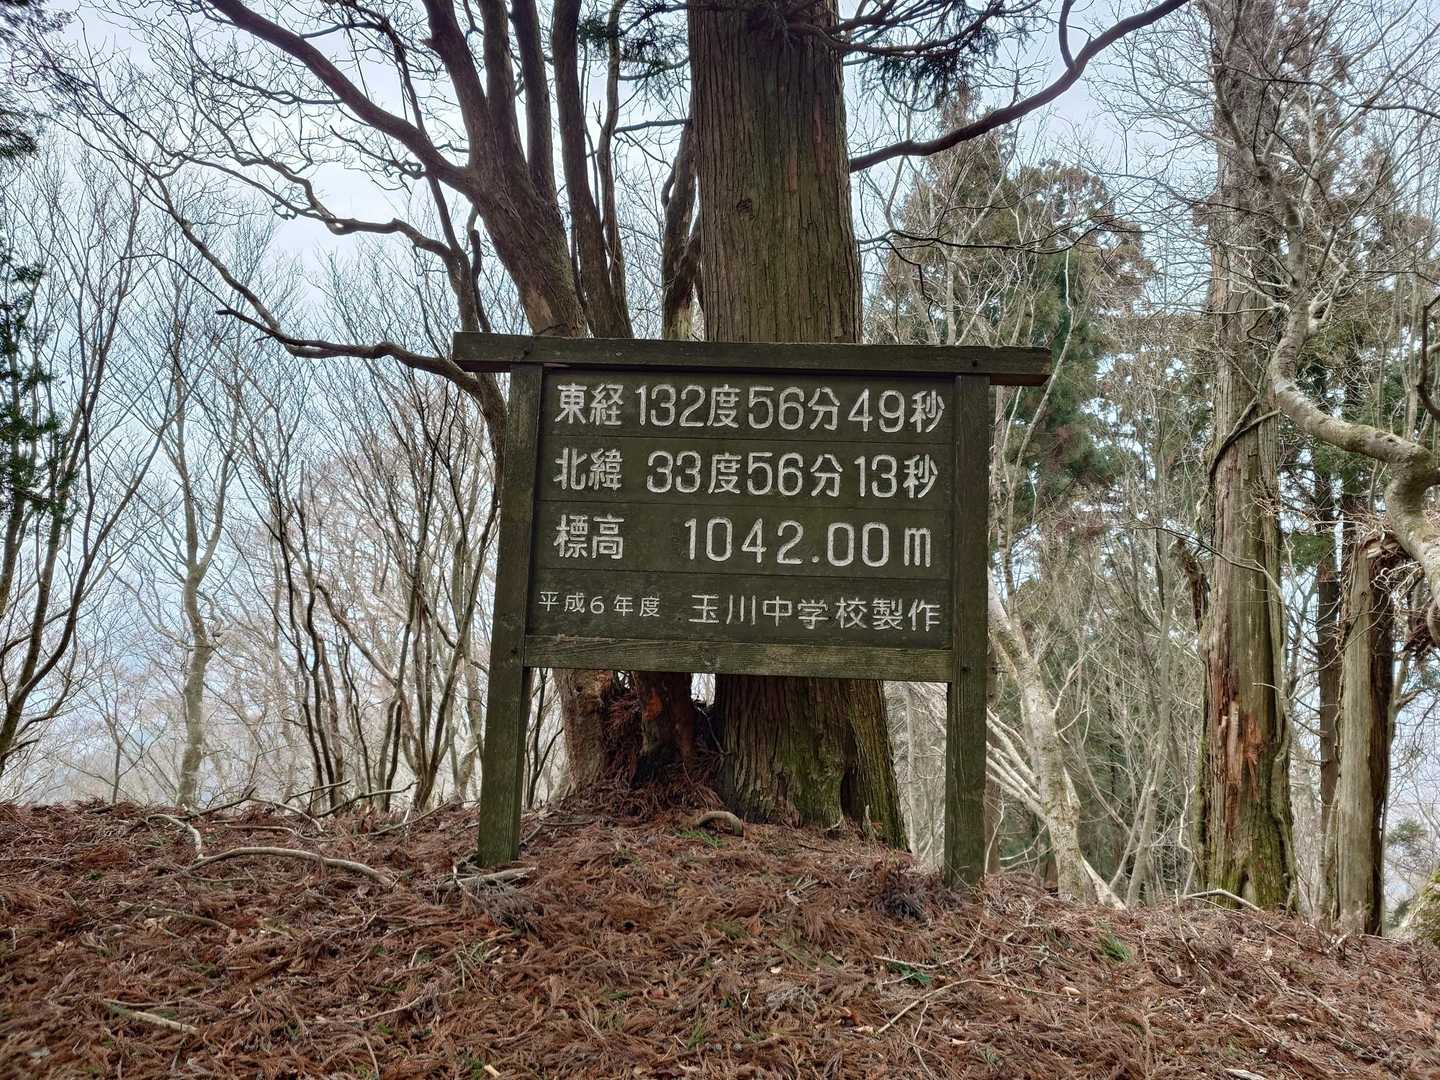 東経132度56分49秒
北緯 33度56分13秒
標高 1042.00m
平成6年度 玉川中学校製作